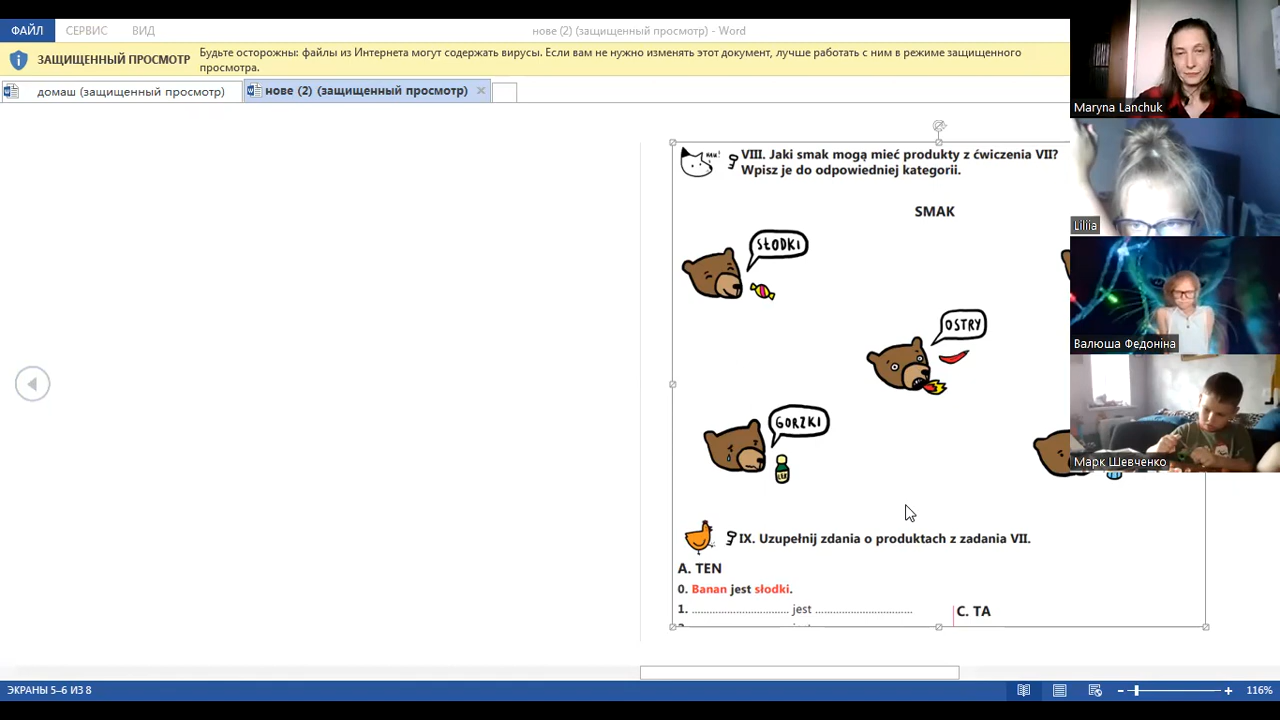 ФАЙЛ СЕРВИС ВИД
нове (2) (защищенный просмотр) - Word
ЗАЩИЩЕННЫЙ ПРОСМОТР
Будьте осторожны: файлы из Интернета могут содержать вирусы. Если вам не нужно изменять этот документ, лучше работать с ним в режиме защищенного
просмотра.
домаш (защищенный просмотр)
нове (2) (защищенный просмотр)
Maryna Lanchuk
Liliia
Валюша Федоніна
Марк Шевченко
mu!
VIII. Jaki smak mogą mieć produkty z ćwiczenia VII?
Wpisz je do odpowiedniej kategorii.
SMAK
SŁODKI
OSTRY
GORZKI
IX. Uzupełnij zdania o produktach z zadania VII.
A. TEN
0. Banan jest słodki.
1. ................................ jest ................................
C. TA
ЭКРАНЫ 5–6 ИЗ 8
116%